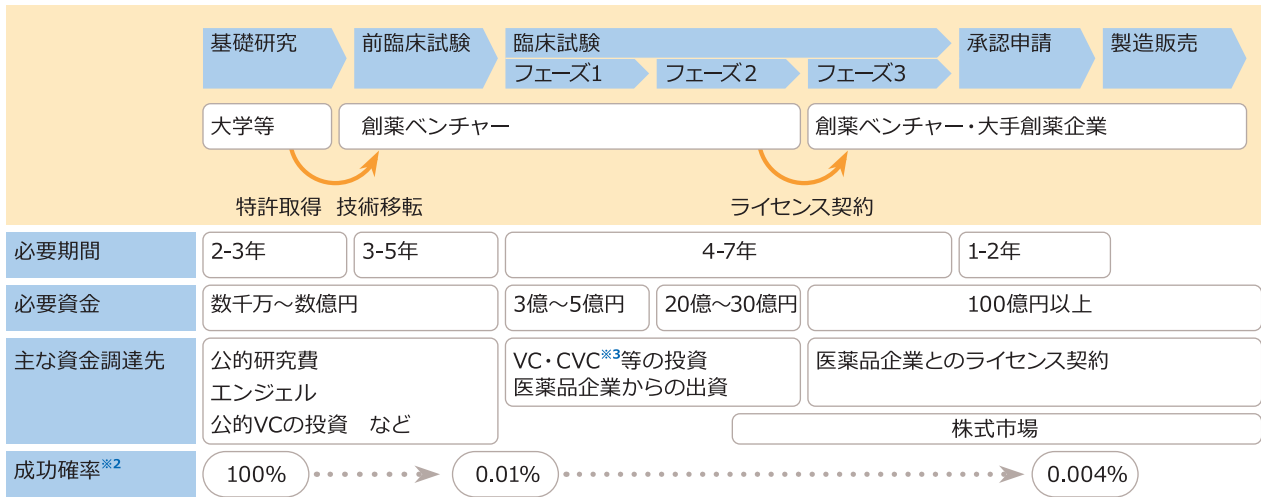 基礎研究
前臨床試験
臨床試験
承認申請
製造販売
フェーズ1
フェーズ2
フェーズ3
大学等
創薬ベンチャー
創薬ベンチャー・大手創薬企業
特許取得 技術移転
ライセンス契約
必要期間
2-3年
3-5年
4-7年
1-2年
必要資金
数千万～数億円
3億～5億円
20億～30億円
100億円以上
主な資金調達先
公的研究費
エンジェル
公的VCの投資　など
VC・CVC※3等の投資
医薬品企業からの出資
医薬品企業とのライセンス契約
株式市場
成功確率※2
100%
0.01%
0.004%